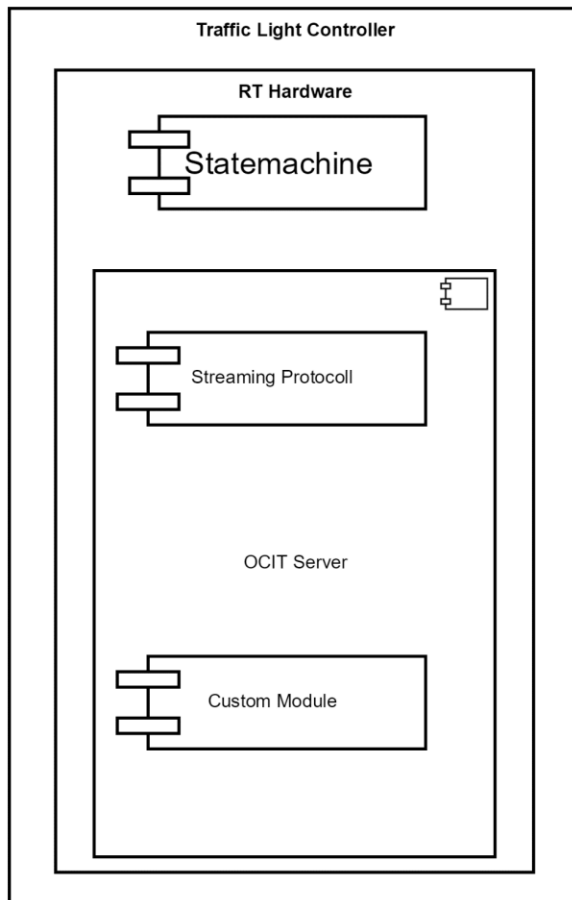 Traffic Light Controller
RT Hardware
Statemachine
Streaming Protocoll
OCIT Server
Custom Module